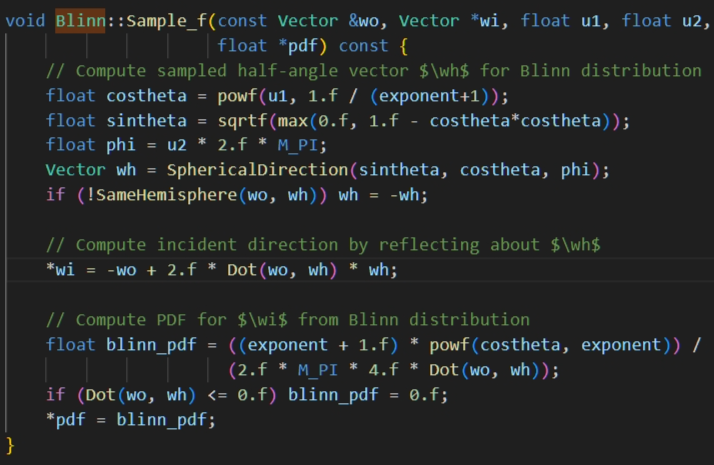 void Blinn::Sample_f(const Vector &wo, Vector *wi, float u1, float u2,
float *pdf) const {
// Compute sampled half-angle vector $\wh$ for Blinn distribution
float costheta = powf(u1, 1.f / (exponent+1));
float sintheta = sqrtf(max(0.f, 1.f - costheta*costheta));
float phi = u2 * 2.f * M_PI;
Vector wh = SphericalDirection(sintheta, costheta, phi);
if (!SameHemisphere(wo, wh)) wh = -wh;
// Compute incident direction by reflecting about $\wh$
*wi = -wo + 2.f * Dot(wo, wh) * wh;
// Compute PDF for $\wi$ from Blinn distribution
float blinn_pdf = ((exponent + 1.f) * powf(costheta, exponent)) /
(2.f * M_PI * 4.f * Dot(wo, wh));
if (Dot(wo, wh) <= 0.f) blinn_pdf = 0.f;
*pdf = blinn_pdf;
}